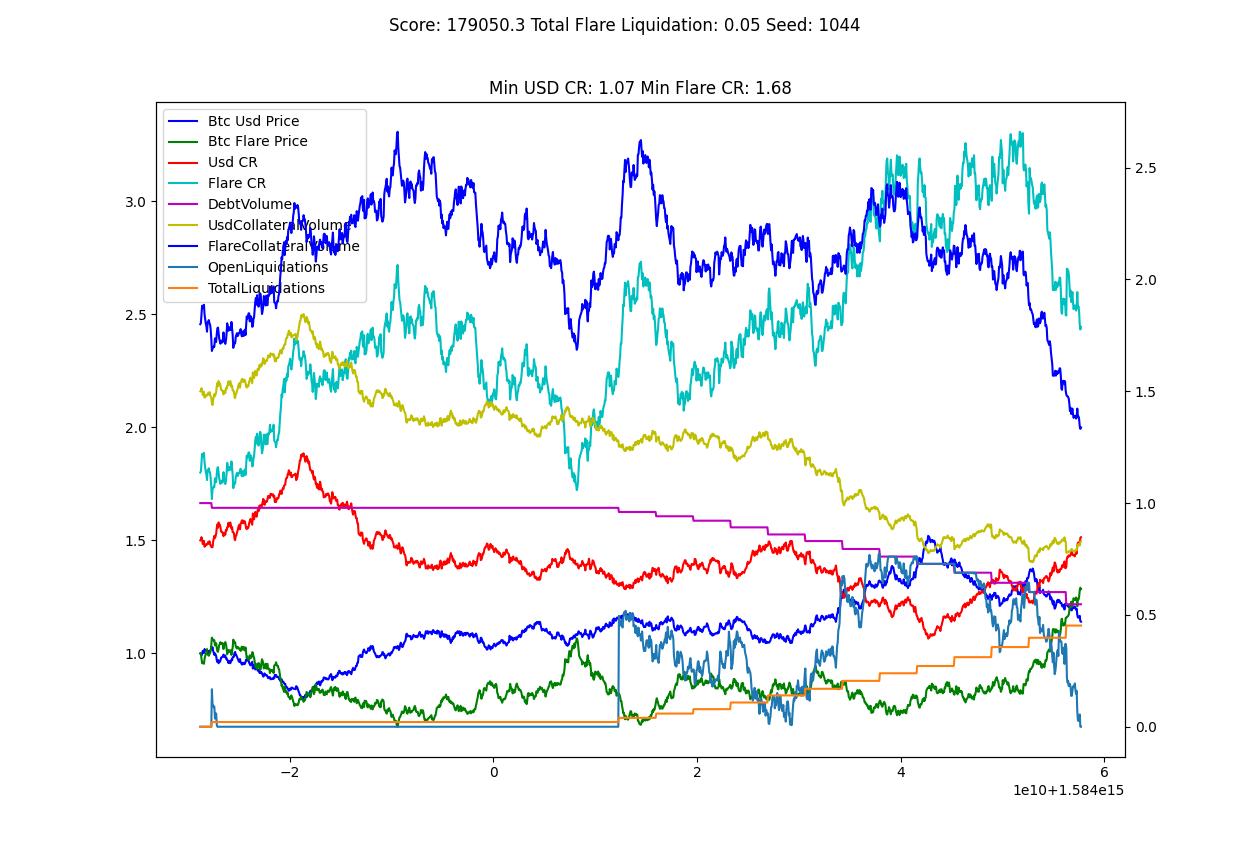 Score: 179050.3 Total Flare Liquidation: 0.05 Seed: 1044
Min USD CR: 1.07 Min Flare CR: 1.68
Btc Usd Price
Btc Flare Price
Usd CR
Flare CR
DebtVolume
UsdCollateralVolume
FlareCollateralVolume
OpenLiquidations
TotalLiquidations
3.0
2.5
2.0
1.5
1.0
2.5
2.0
1.5
1.0
0.5
0.0
−2
0
2
4
6
1e10+1.584e15